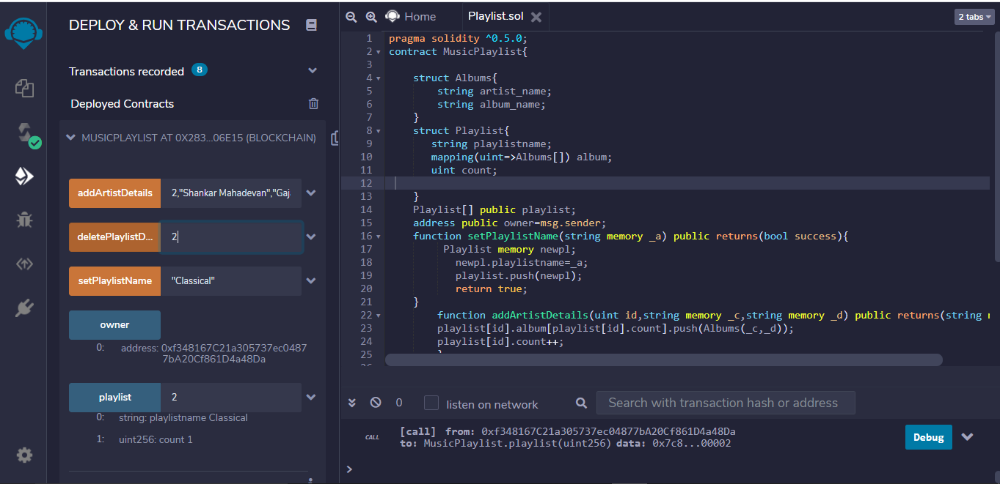 DEPLOY & RUN TRANSACTIONS
Transactions recorded 8
Deployed Contracts
MUSICPLAYLIST AT 0X283...06E15 (BLOCKCHAIN)
addArtistDetails 2,"Shankar Mahadevan","Gaj
deletePlaylistD... 2
setPlaylistName "Classical"
owner
0: address: 0xf348167C21a305737ec0487
7bA20Cf861D4a48Da
playlist 2
0: string: playlistname Classical
1: uint256: count 1
Home Playlist.sol 2 tabs
1 pragma solidity ^0.5.0;
2 contract MusicPlaylist{
3
4 struct Albums{
5 string artist_name;
6 string album_name;
7 }
8 struct Playlist{
9 string playlistname;
10 mapping(uint=>Albums[]) album;
11 uint count;
12
13 }
14 Playlist[] public playlist;
15 address public owner=msg.sender;
16 function setPlaylistName(string memory _a) public returns(bool success){
17 Playlist memory newpl;
18 newpl.playlistname=_a;
19 playlist.push(newpl);
20 return true;
21 }
22 function addArtistDetails(uint id,string memory _c,string memory _d) public returns(string
23 playlist[id].album[playlist[id].count].push(Albums(_c,_d));
24 playlist[id].count++;
25 }
0 listen on network Search with transaction hash or address
CALL [call] from: 0xf348167C21a305737ec04877bA20Cf861D4a48Da
to: MusicPlaylist.playlist(uint256) data: 0x7c8...00002
Debug
>